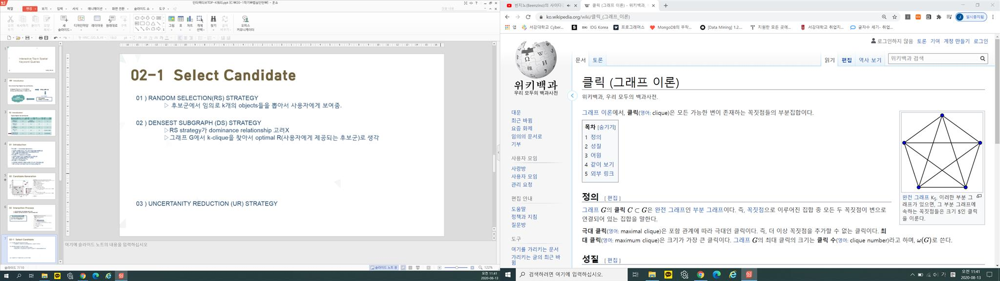 인터랙티브TOP-K쿼리.ppt [C:₩20-1학기₩랩실인턴₩] - 한쇼
파일
편집
보기
입력
서식
애니메이션
화면 전환
슬라이드 쇼
도구
새
슬라이드
디자인마당
레이아웃
원래대로
그림
표
차트
개체
선택
찾기
오피스
커뮤니케이터
1
Interactive Top-k Spatial
Keyword Queries
2
3
4
01 Introduction
5
02 Candidate Generation
6
02 Interaction Process
7
02-1 Select Candidate
02-1 Select Candidate
01 ) RANDOM SELECTION(RS) STRATEGY
▷ 후보군에서 임의로 k개의 objects들을 뽑아서 사용자에게 보여줌.
02 ) DENSEST SUBGRAPH (DS) STRATEGY
▷RS strategy가 dominance relationship 고려X
▷그래프 G에서 k-clique을 찾아서 optimal R(사용자에게 제공되는 후보군)로 생각
03 ) UNCERTANITY REDUCTION (UR) STRATEGY
여기에 슬라이드 노트의 내용을 입력하십시오
슬라이드 7/10
슬라이드 노트 창
122%
오전 11:41
2020-08-13
빈지노(Beenzino)의 사이다
클릭 (그래프 이론) - 위키백과,
ko.wikipedia.org/wiki/클릭_(그래프_이론)
J 일시중지됨
앱
서강대학교 Cyber...
IDG Korea
프로그래머스
MongoDB의 무작...
[Data Mining] 1.2....
지원한 모든 곳에...
서강대학교 취업지...
글자수 세기- 취업...
로그인하지 않음 토론 기여 계정 만들기 로그인
문서 토론
읽기 편집 역사 보기
위키백과 검색
위키백과
우리 모두의 백과사전
대문
최근 바뀜
요즘 화제
임의의 문서로
기부
사용자 모임
사랑방
사용자 모임
관리 요청
편집 안내
도움말
정책과 지침
질문방
도구
여기를 가리키는 문서
가리키는 글의 최근 바
뀜
클릭 (그래프 이론)
위키백과, 우리 모두의 백과사전.
그래프 이론에서, 클릭(영어: clique)은 모든 가능한 변이 존재하는 꼭짓점들의 부분집합이다.
목차 [숨기기]
1 정의
2 성질
3 어원
4 같이 보기
5 외부 링크
완전 그래프 K5. 이러한 부분 그
래프가 있으면, 그 부분 그래프에
속하는 꼭짓점들은 크기 5인 클릭
을 이룬다.
정의 [ 편집 ]
그래프 G의 클릭 C ⊂ G은 완전 그래프인 부분 그래프이다. 즉, 꼭짓점으로 이루어진 집합 중 모든 두 꼭짓점이 변으로
연결되어 있는 집합을 말한다.
극대 클릭(영어: maximal clique)은 포함 관계에 따라 극대인 클릭이다. 즉, 더 이상 꼭짓점을 추가할 수 없는 클릭이다. 최
대 클릭(영어: maximum clique)은 크기가 가장 큰 클릭이다. 그래프 G의 최대 클릭의 크기는 클릭 수(영어: clique number)라고 하며, ω(G)로 쓴다.
성질 [ 편집 ]
검색하려면 여기에 입력하십시오.
가
한
오전 11:41
2020-08-13